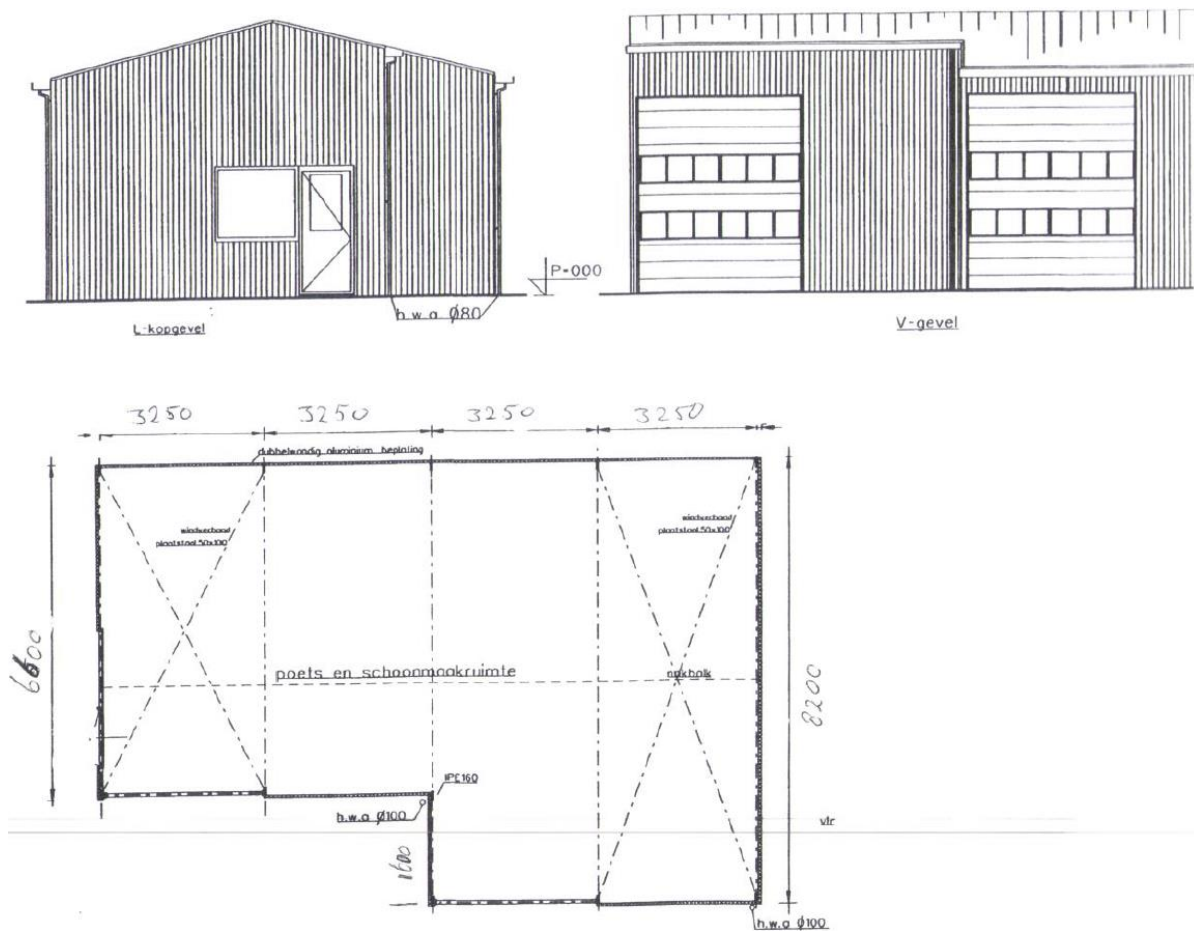 P=000
h.w.a Ø80
L-kopgevel
V-gevel
3250 3250 3250 3250
dubbelwandig aluminium beplating
windverband
plaatstaal 50x100
windverband
plaatstaal 50x100
6600
8200
poets en schoonmaakruimte
nokbalk
IPE160
h.w.a Ø100
vlr
1600
h.w.a Ø100